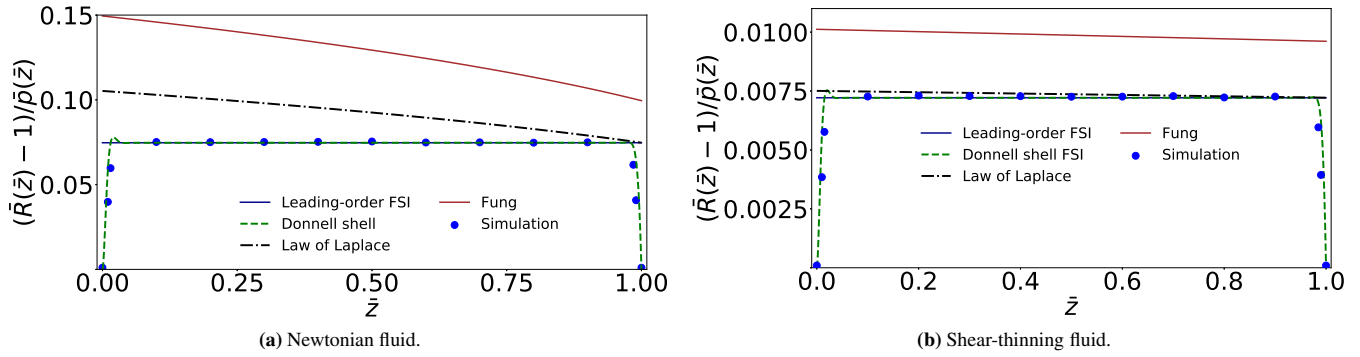 0.15
0.10
0.05
(R̄(z̄) − 1)/p̄(z̄)
Leading-order FSI
Donnell shell
Law of Laplace
Fung
Simulation
0.00 0.25 0.50 0.75 1.00
z̄
(a) Newtonian fluid.
0.0100
0.0075
0.0050
0.0025
(R̄(z̄) − 1)/p̄(z̄)
Leading-order FSI
Donnell shell FSI
Law of Laplace
Fung
Simulation
0.0 0.2 0.4 0.6 0.8 1.0
z̄
(b) Shear-thinning fluid.